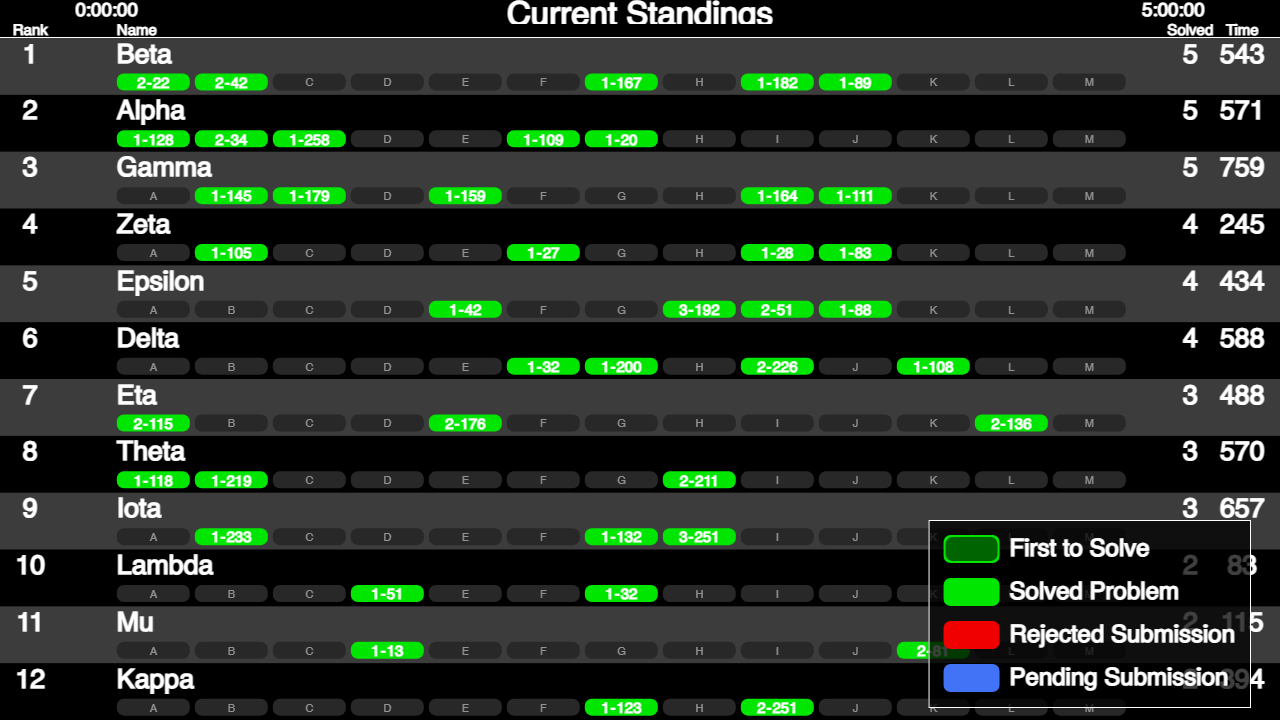 0:00:00 Current Standings 5:00:00
Rank Name Solved Time
1 Beta 5 543
2-22 2-42 C D E F 1-167 H 1-182 1-89 K L M
2 Alpha 5 571
1-128 2-34 1-258 D E 1-109 1-20 H I J K L M
3 Gamma 5 759
A 1-145 1-179 D 1-159 F G H 1-164 1-111 K L M
4 Zeta 4 245
A 1-105 C D E 1-27 G H 1-28 1-83 K L M
5 Epsilon 4 434
A B C D 1-42 F G 3-192 2-51 1-88 K L M
6 Delta 4 588
A B C D E 1-32 1-200 H 2-226 J 1-108 L M
7 Eta 3 488
2-115 B C D 2-176 F G H I J K 2-136 M
8 Theta 3 570
1-118 1-219 C D E F G 2-211 I J K L M
9 Iota 3 657
A 1-233 C D E F 1-132 3-251 I J K
First to Solve
10 Lambda 2 83
A B C 1-51 E F 1-32 H I J K
Solved Problem
11 Mu 2 115
Rejected Submission
A B C 1-13 E F G H I J 2-81 L M
12 Kappa 2 394
Pending Submission
A B C D E F 1-123 H 2-251 J K L M